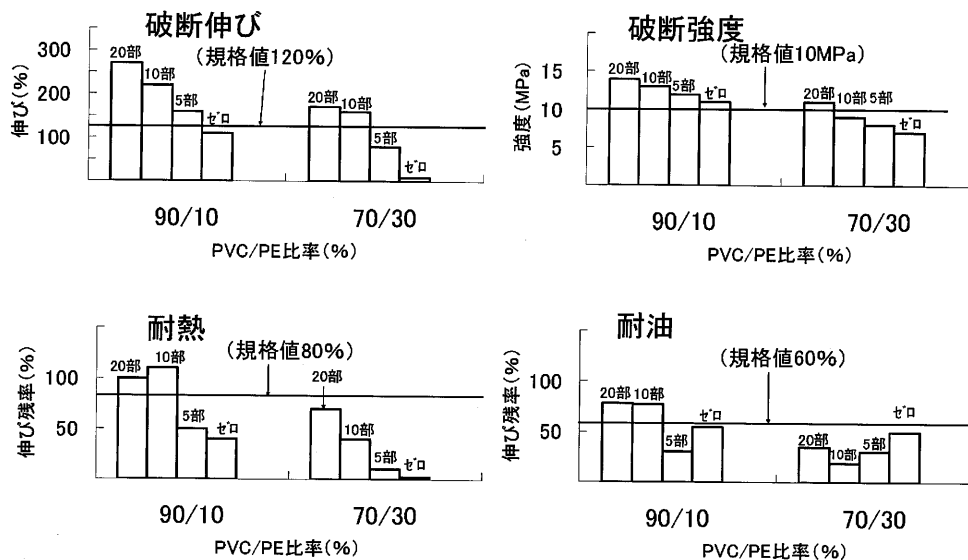 破断伸び
(規格値120%)
伸び(%)
300
200
100
20部
10部
5部
ゼロ
20部
10部
5部
ゼロ
90/10
70/30
PVC/PE比率(%)
破断強度
(規格値10MPa)
強度(MPa)
15
10
5
20部
10部
5部
ゼロ
20部
10部
5部
ゼロ
90/10
70/30
PVC/PE比率(%)
耐熱
(規格値80%)
伸び残率(%)
100
50
20部
10部
5部
ゼロ
20部
10部
5部
ゼロ
90/10
70/30
PVC/PE比率(%)
耐油
(規格値60%)
伸び残率(%)
100
50
20部
10部
5部
ゼロ
20部
10部
5部
ゼロ
90/10
70/30
PVC/PE比率(%)